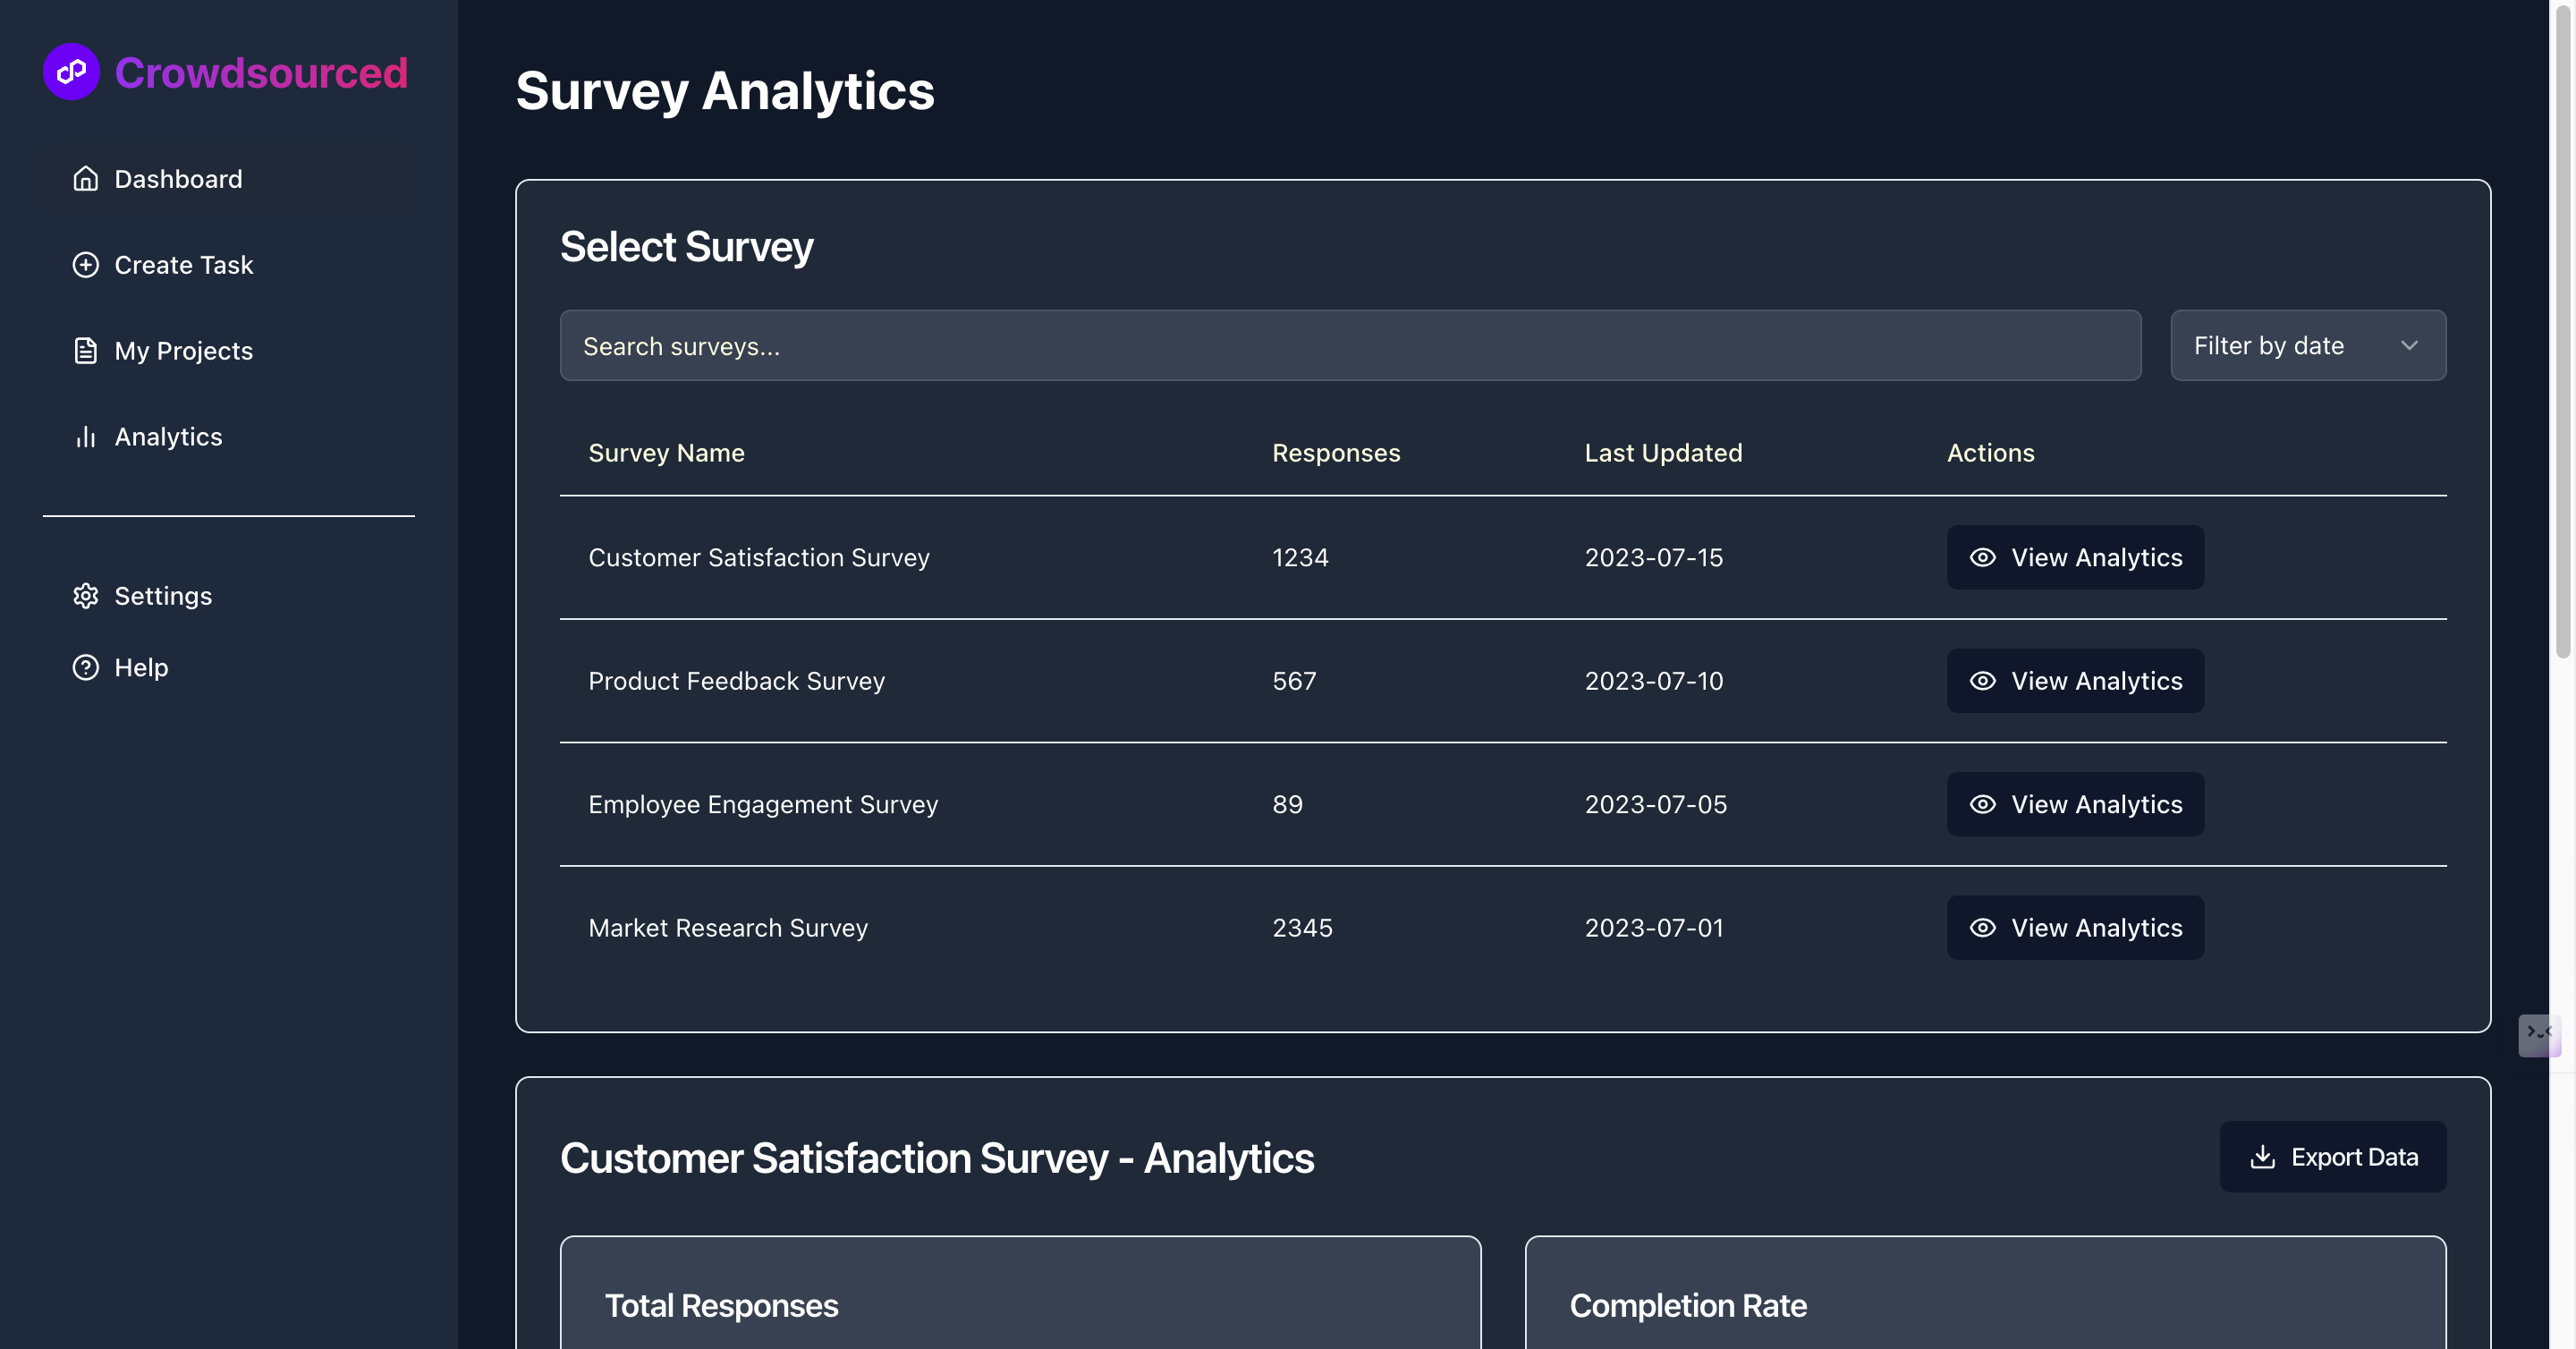 Crowdsourced
Dashboard
Create Task
My Projects
Analytics
Settings
Help
Survey Analytics
Select Survey
Search surveys...
Filter by date
Survey Name Responses Last Updated Actions
Customer Satisfaction Survey 1234 2023-07-15 View Analytics
Product Feedback Survey 567 2023-07-10 View Analytics
Employee Engagement Survey 89 2023-07-05 View Analytics
Market Research Survey 2345 2023-07-01 View Analytics
Customer Satisfaction Survey - Analytics
Export Data
Total Responses
Completion Rate